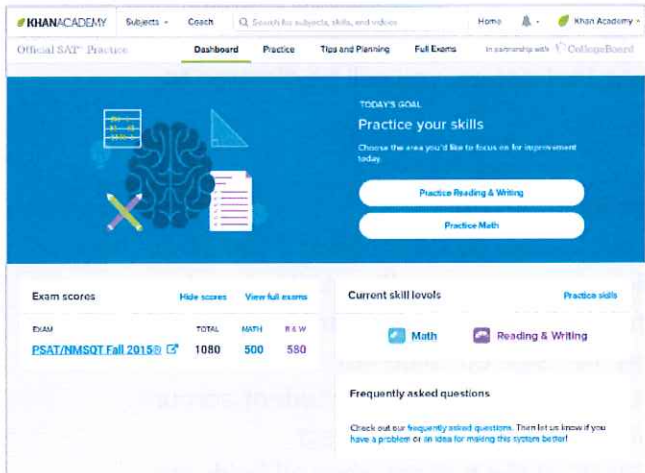 KHANACADEMY Subjects Coach Search for subjects, skills, and videos Home Khan Academy
Official SAT® Practice Dashboard Practice Tips and Planning Full Exams In partnership with CollegeBoard
TODAY'S GOAL
Practice your skills
Choose the area you'd like to focus on for improvement
today.
Practice Reading & Writing
Practice Math
Exam scores Hide scores View full exams
EXAM TOTAL MATH R & W
PSAT/NMSQT Fall 2015® 1080 500 580
Current skill levels Practice skills
Math Reading & Writing
Frequently asked questions
Check out our frequently asked questions. Then let us know if you
have a problem or an idea for making this system better!